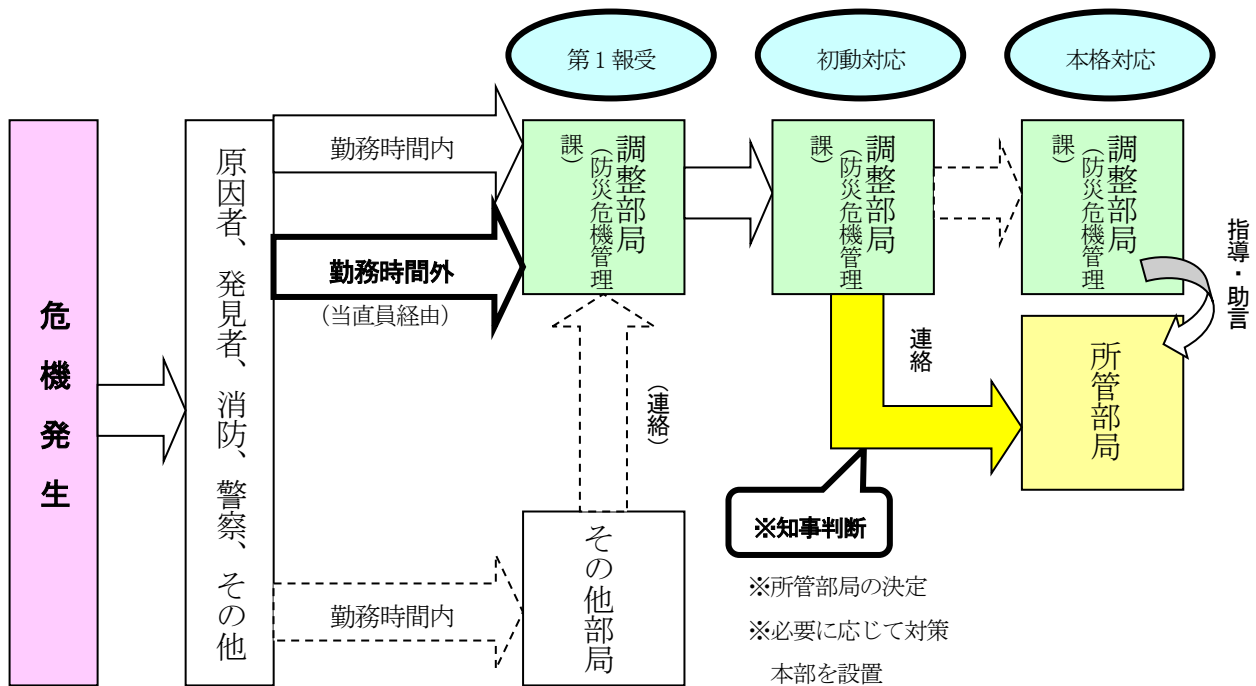 第１報受
初動対応
本格対応
危機発生
原因者、発見者、消防、警察、その他
勤務時間内
勤務時間外
（当直員経由）
勤務時間内
調整部局
（防災危機管理
課）
（連絡）
その他部局
調整部局
（防災危機管理
課）
連絡
※知事判断
※所管部局の決定
※必要に応じて対策
本部を設置
調整部局
（防災危機管理
課）
指導・助言
所管部局